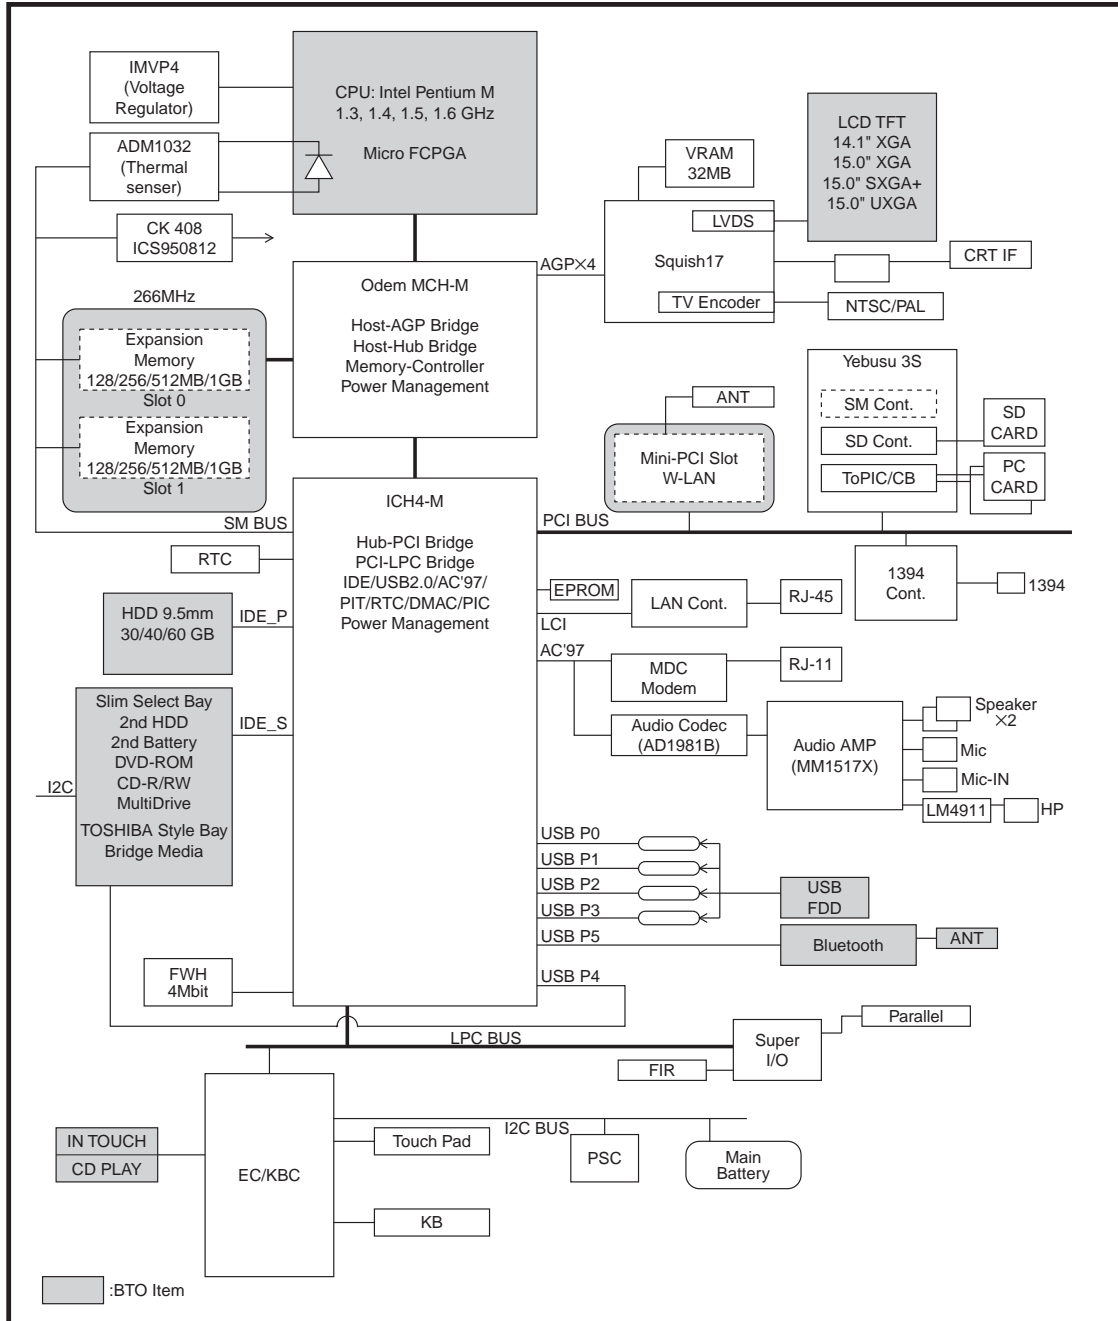 IMVP4
(Voltage
Regulator)
CPU: Intel Pentium M
1.3, 1.4, 1.5, 1.6 GHz
Micro FCPGA
ADM1032
(Thermal
senser)
CK 408
ICS950812
VRAM
32MB
LCD TFT
14.1" XGA
15.0" XGA
15.0" SXGA+
15.0" UXGA
LVDS
Squish17
TV Encoder
AGP×4
CRT IF
NTSC/PAL
Odem MCH-M
Host-AGP Bridge
Host-Hub Bridge
Memory-Controller
Power Management
266MHz
Expansion
Memory
128/256/512MB/1GB
Slot 0
Expansion
Memory
128/256/512MB/1GB
Slot 1
SM BUS
ANT
Mini-PCI Slot
W-LAN
Yebusu 3S
SM Cont.
SD Cont.
ToPIC/CB
SD
CARD
PC
CARD
PCI BUS
ICH4-M
Hub-PCI Bridge
PCI-LPC Bridge
IDE/USB2.0/AC'97/
PIT/RTC/DMAC/PIC
Power Management
RTC
HDD 9.5mm
30/40/60 GB
IDE_P
EPROM
LCI
LAN Cont.
RJ-45
1394
Cont.
1394
AC'97
MDC
Modem
RJ-11
Slim Select Bay
2nd HDD
2nd Battery
DVD-ROM
CD-R/RW
MultiDrive
TOSHIBA Style Bay
Bridge Media
IDE_S
I2C
Audio Codec
(AD1981B)
Audio AMP
(MM1517X)
Speaker
×2
Mic
Mic-IN
LM4911
HP
USB P0
USB P1
USB P2
USB P3
USB P5
USB P4
USB
FDD
Bluetooth
ANT
FWH
4Mbit
LPC BUS
Super
I/O
Parallel
FIR
EC/KBC
IN TOUCH
CD PLAY
I2C BUS
Touch Pad
PSC
Main
Battery
KB
:BTO Item